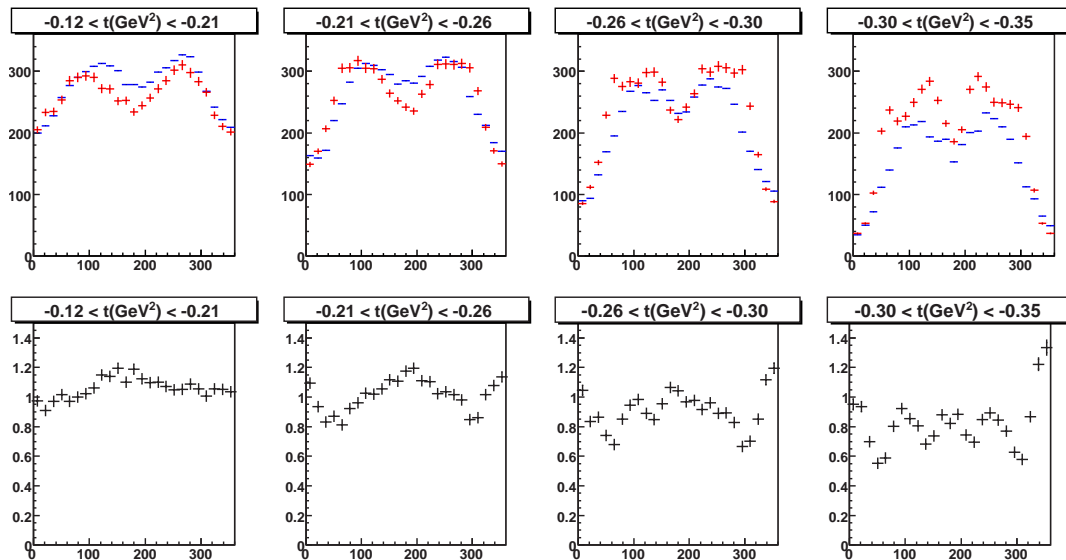 -0.12 < t(GeV²) < -0.21
-0.21 < t(GeV²) < -0.26
-0.26 < t(GeV²) < -0.30
-0.30 < t(GeV²) < -0.35
300 300 300 300
200 200 200 200
100 100 100 100
0 0 0 0
0 100 200 300 0 100 200 300 0 100 200 300 0 100 200 300
-0.12 < t(GeV²) < -0.21
-0.21 < t(GeV²) < -0.26
-0.26 < t(GeV²) < -0.30
-0.30 < t(GeV²) < -0.35
1.4 1.4 1.4 1.4
1.2 1.2 1.2 1.2
1 1 1 1
0.8 0.8 0.8 0.8
0.6 0.6 0.6 0.6
0.4 0.4 0.4 0.4
0.2 0.2 0.2 0.2
0 0 0 0
0 100 200 300 0 100 200 300 0 100 200 300 0 100 200 300